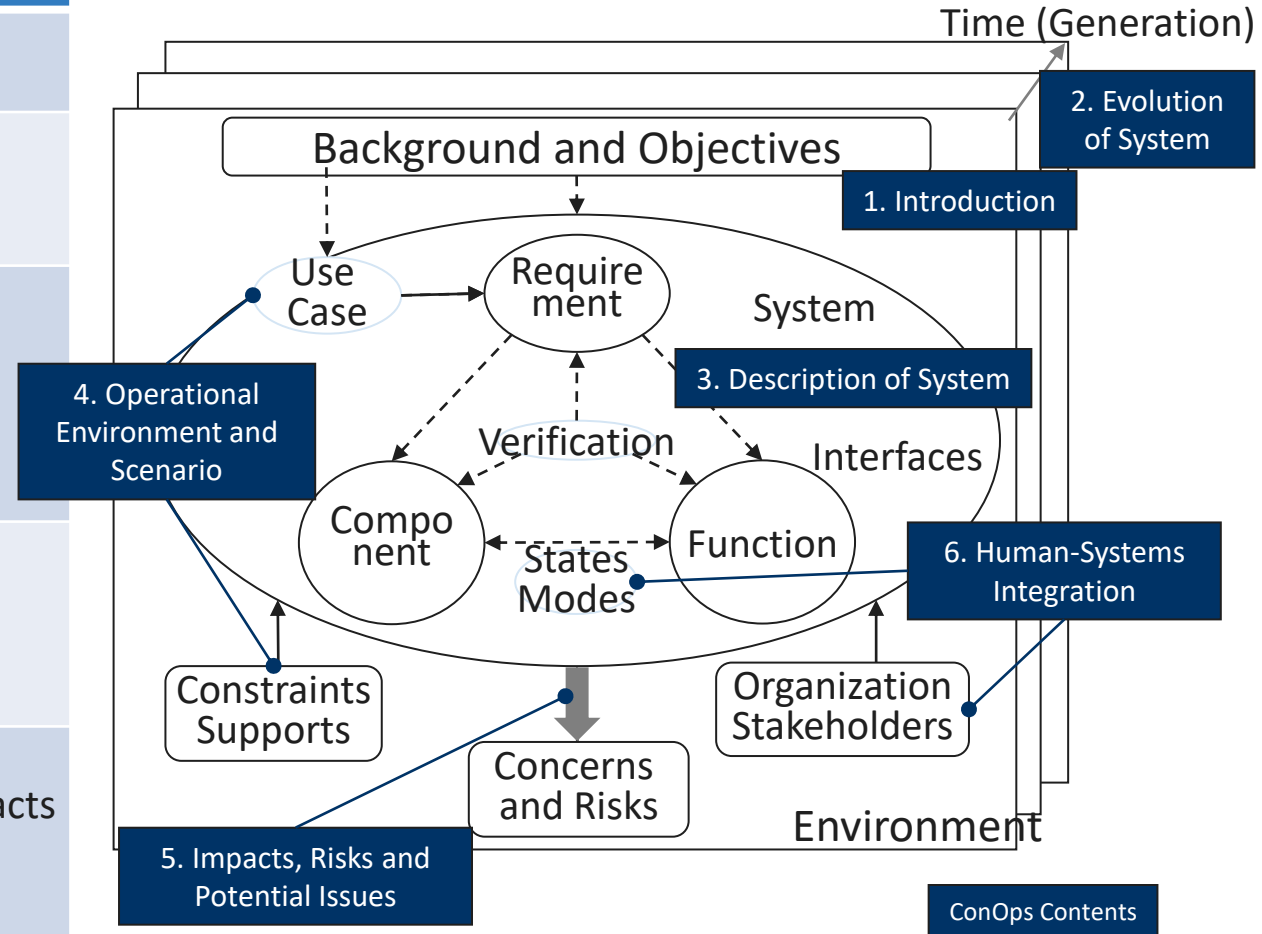 Time (Generation)
2. Evolution
of System
Background and Objectives
1. Introduction
Use
Case
Require
ment
System
3. Description of System
4. Operational
Environment and
Scenario
Verification
Interfaces
Compo
nent
Function
States
Modes
6. Human-Systems
Integration
Constraints
Supports
Organization
Stakeholders
Concerns
and Risks
acts
Environment
5. Impacts, Risks and
Potential Issues
ConOps Contents